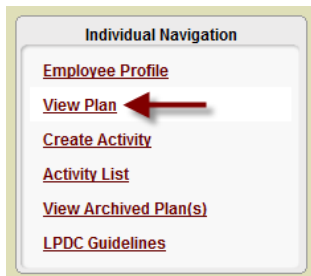 Individual Navigation
Employee Profile
View Plan
Create Activity
Activity List
View Archived Plan(s)
LPDC Guidelines